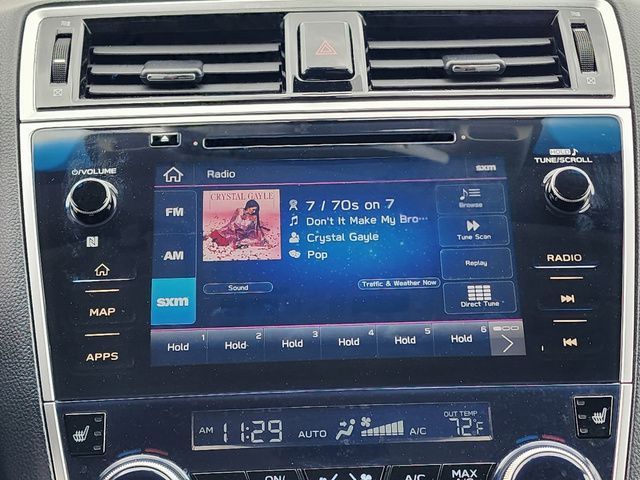 VOLUME
HOLD
TUNE/SCROLL
Radio
sxm
CRYSTAL GAYLE
7 / 70s on 7
Don't It Make My Bro...
Crystal Gayle
Pop
FM
AM
sxm
Browse
Tune Scan
Replay
Direct Tune
Sound
Traffic & Weather Now
Hold 1
Hold 2
Hold 3
Hold 4
Hold 5
Hold 6
MAP
APPS
RADIO
AM 11:29
AUTO
A/C
OUT TEMP
72°F
ON/
A/C
MAX